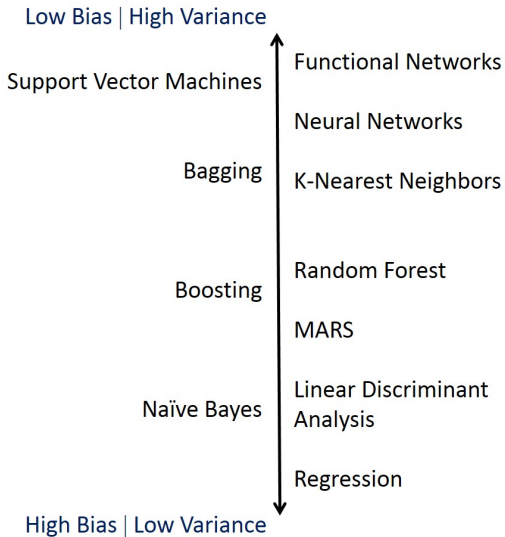 Low Bias | High Variance
Functional Networks
Support Vector Machines
Neural Networks
Bagging
K-Nearest Neighbors
Random Forest
Boosting
MARS
Linear Discriminant
Analysis
Naïve Bayes
Regression
High Bias | Low Variance